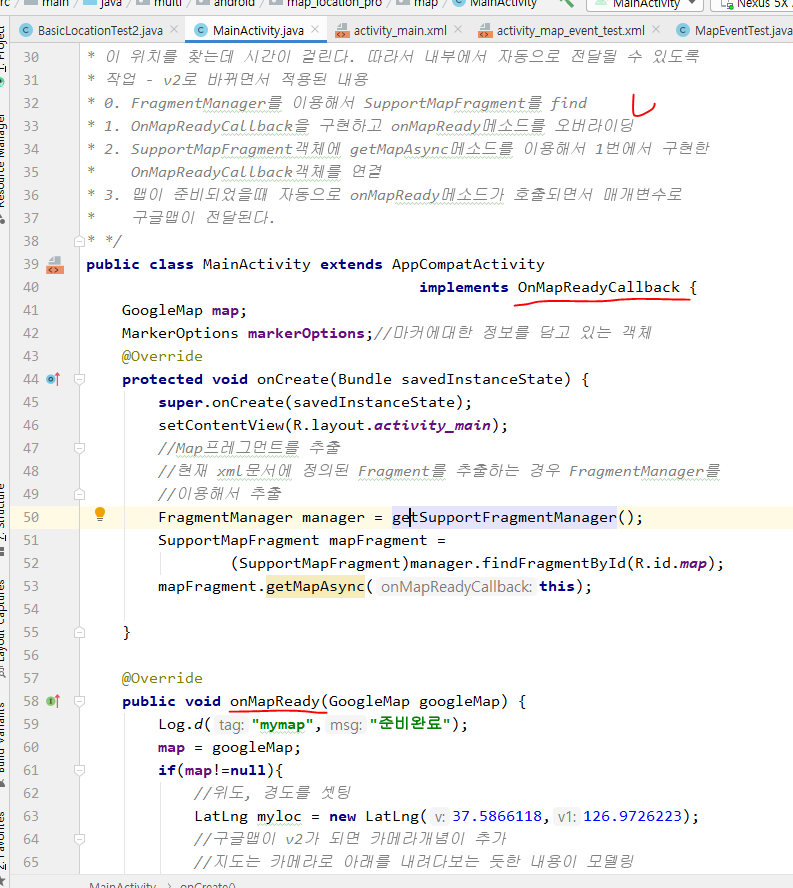 main java multi android map_location_pro map MainActivity MainActivity Nexus 5X
BasicLocationTest2.java MainActivity.java activity_main.xml activity_map_event_test.xml MapEventTest.java
30 * 이 위치를 찾는데 시간이 걸린다. 따라서 내부에서 자동으로 전달될 수 있도록
31 * 작업 - v2로 바뀌면서 적용된 내용
32 * 0. FragmentManager를 이용해서 SupportMapFragment를 find
33 * 1. OnMapReadyCallback을 구현하고 onMapReady메소드를 오버라이딩
34 * 2. SupportMapFragment객체에 getMapAsync메소드를 이용해서 1번에서 구현한
35 * OnMapReadyCallback객체를 연결
36 * 3. 맵이 준비되었을때 자동으로 onMapReady메소드가 호출되면서 매개변수로
37 * 구글맵이 전달된다.
38 * */
39 public class MainActivity extends AppCompatActivity
40 implements OnMapReadyCallback {
41 GoogleMap map;
42 MarkerOptions markerOptions;//마커에대한 정보를 담고 있는 객체
43 @Override
44 protected void onCreate(Bundle savedInstanceState) {
45 super.onCreate(savedInstanceState);
46 setContentView(R.layout.activity_main);
47 //Map프레그먼트를 추출
48 //현재 xml문서에 정의된 Fragment를 추출하는 경우 FragmentManager를
49 //이용해서 추출
50 FragmentManager manager = getSupportFragmentManager();
51 SupportMapFragment mapFragment =
52 (SupportMapFragment)manager.findFragmentById(R.id.map);
53 mapFragment.getMapAsync( onMapReadyCallback: this);
54
55 }
56
57 @Override
58 public void onMapReady(GoogleMap googleMap) {
59 Log.d( tag: "mymap", msg: "준비완료");
60 map = googleMap;
61 if(map!=null){
62 //위도, 경도를 셋팅
63 LatLng myloc = new LatLng( v: 37.5866118, v1: 126.9726223);
64 //구글맵이 v2가 되면 카메라개념이 추가
65 //지도는 카메라로 아래를 내려다보는 듯한 내용이 모델링
MainActivity onCreate()